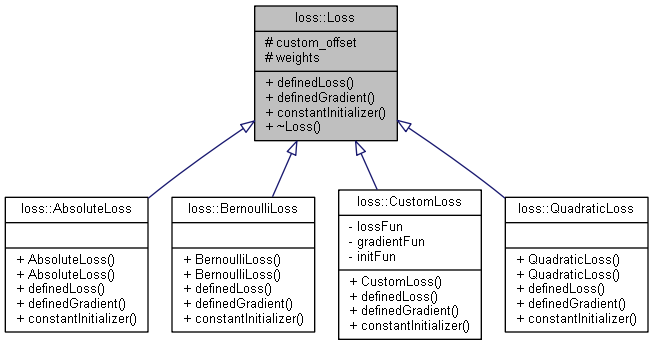 loss::Loss
# custom_offset
# weights
+ definedLoss()
+ definedGradient()
+ constantInitializer()
+ ~Loss()
loss::AbsoluteLoss
+ AbsoluteLoss()
+ AbsoluteLoss()
+ definedLoss()
+ definedGradient()
+ constantInitializer()
loss::BernoulliLoss
+ BernoulliLoss()
+ BernoulliLoss()
+ definedLoss()
+ definedGradient()
+ constantInitializer()
loss::CustomLoss
- lossFun
- gradientFun
- initFun
+ CustomLoss()
+ definedLoss()
+ definedGradient()
+ constantInitializer()
loss::QuadraticLoss
+ QuadraticLoss()
+ QuadraticLoss()
+ definedLoss()
+ definedGradient()
+ constantInitializer()